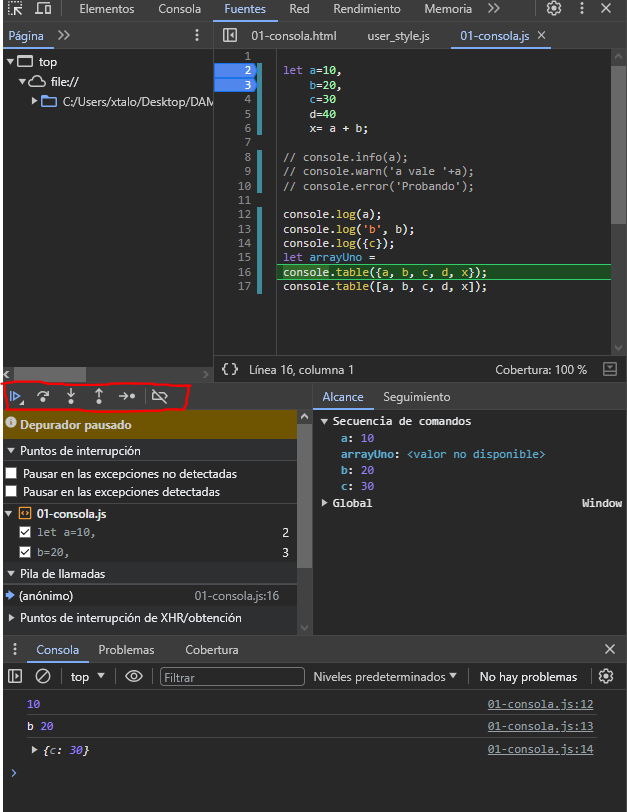 Elementos Consola Fuentes Red Rendimiento Memoria
Página
01-consola.html user_style.js 01-consola.js
top
file://
C:/Users/xtalo/Desktop/DAM
1
2 let a=10,
3 b=20,
4 c=30
5 d=40
6 x= a + b;
7
8 // console.info(a);
9 // console.warn('a vale '+a);
10 // console.error('Probando');
11
12 console.log(a);
13 console.log('b', b);
14 console.log({c});
15 let arrayUno =
16 console.table({a, b, c, d, x});
17 console.table([a, b, c, d, x]);
{} Línea 16, columna 1 Cobertura: 100 %
Depurador pausado
Puntos de interrupción
Pausar en las excepciones no detectadas
Pausar en las excepciones detectadas
01-consola.js
let a=10, 2
b=20, 3
Pila de llamadas
(anónimo) 01-consola.js:16
Puntos de interrupción de XHR/obtención
Alcance Seguimiento
Secuencia de comandos
a: 10
arrayUno: <valor no disponible>
b: 20
c: 30
Global Window
Consola Problemas Cobertura
top Filtrar Niveles predeterminados No hay problemas
10 01-consola.js:12
b 20 01-consola.js:13
{c: 30} 01-consola.js:14